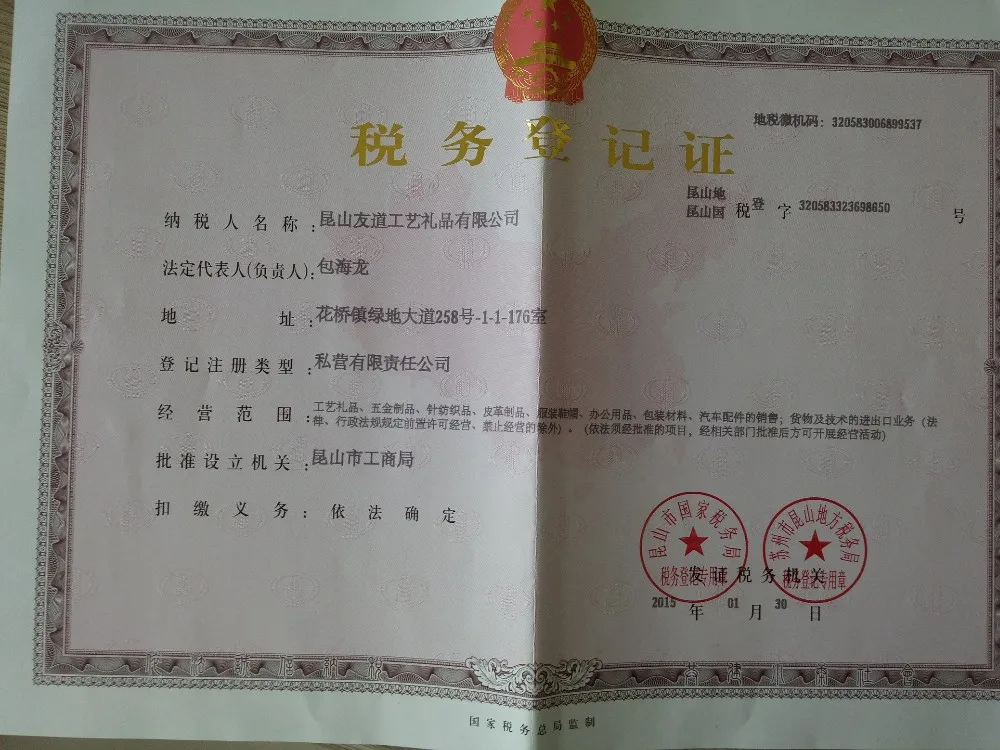 税务登记证
地税微机码：320583006899537
昆山地
昆山国 税 登 字 320583323698650 号
纳税人名称：昆山友道工艺礼品有限公司
法定代表人(负责人)：包海龙
地 址：花桥镇绿地大道258号-1-1-176室
登记注册类型：私营有限责任公司
经营范围：工艺礼品、五金制品、针纺织品、皮革制品、服装鞋帽、办公用品、包装材料、汽车配件的销售；货物及技术的进出口业务（法
律、行政法规规定前置许可经营、禁止经营的除外）。（依法须经批准的项目，经相关部门批准后方可开展经营活动）
批准设立机关：昆山市工商局
扣缴义务：依法确定
昆山市国家税务局
税务登记专用章
苏州市昆山地方税务局
税务登记专用章
发证税务机关
2015 年 01 月 30 日
国家税务总局监制